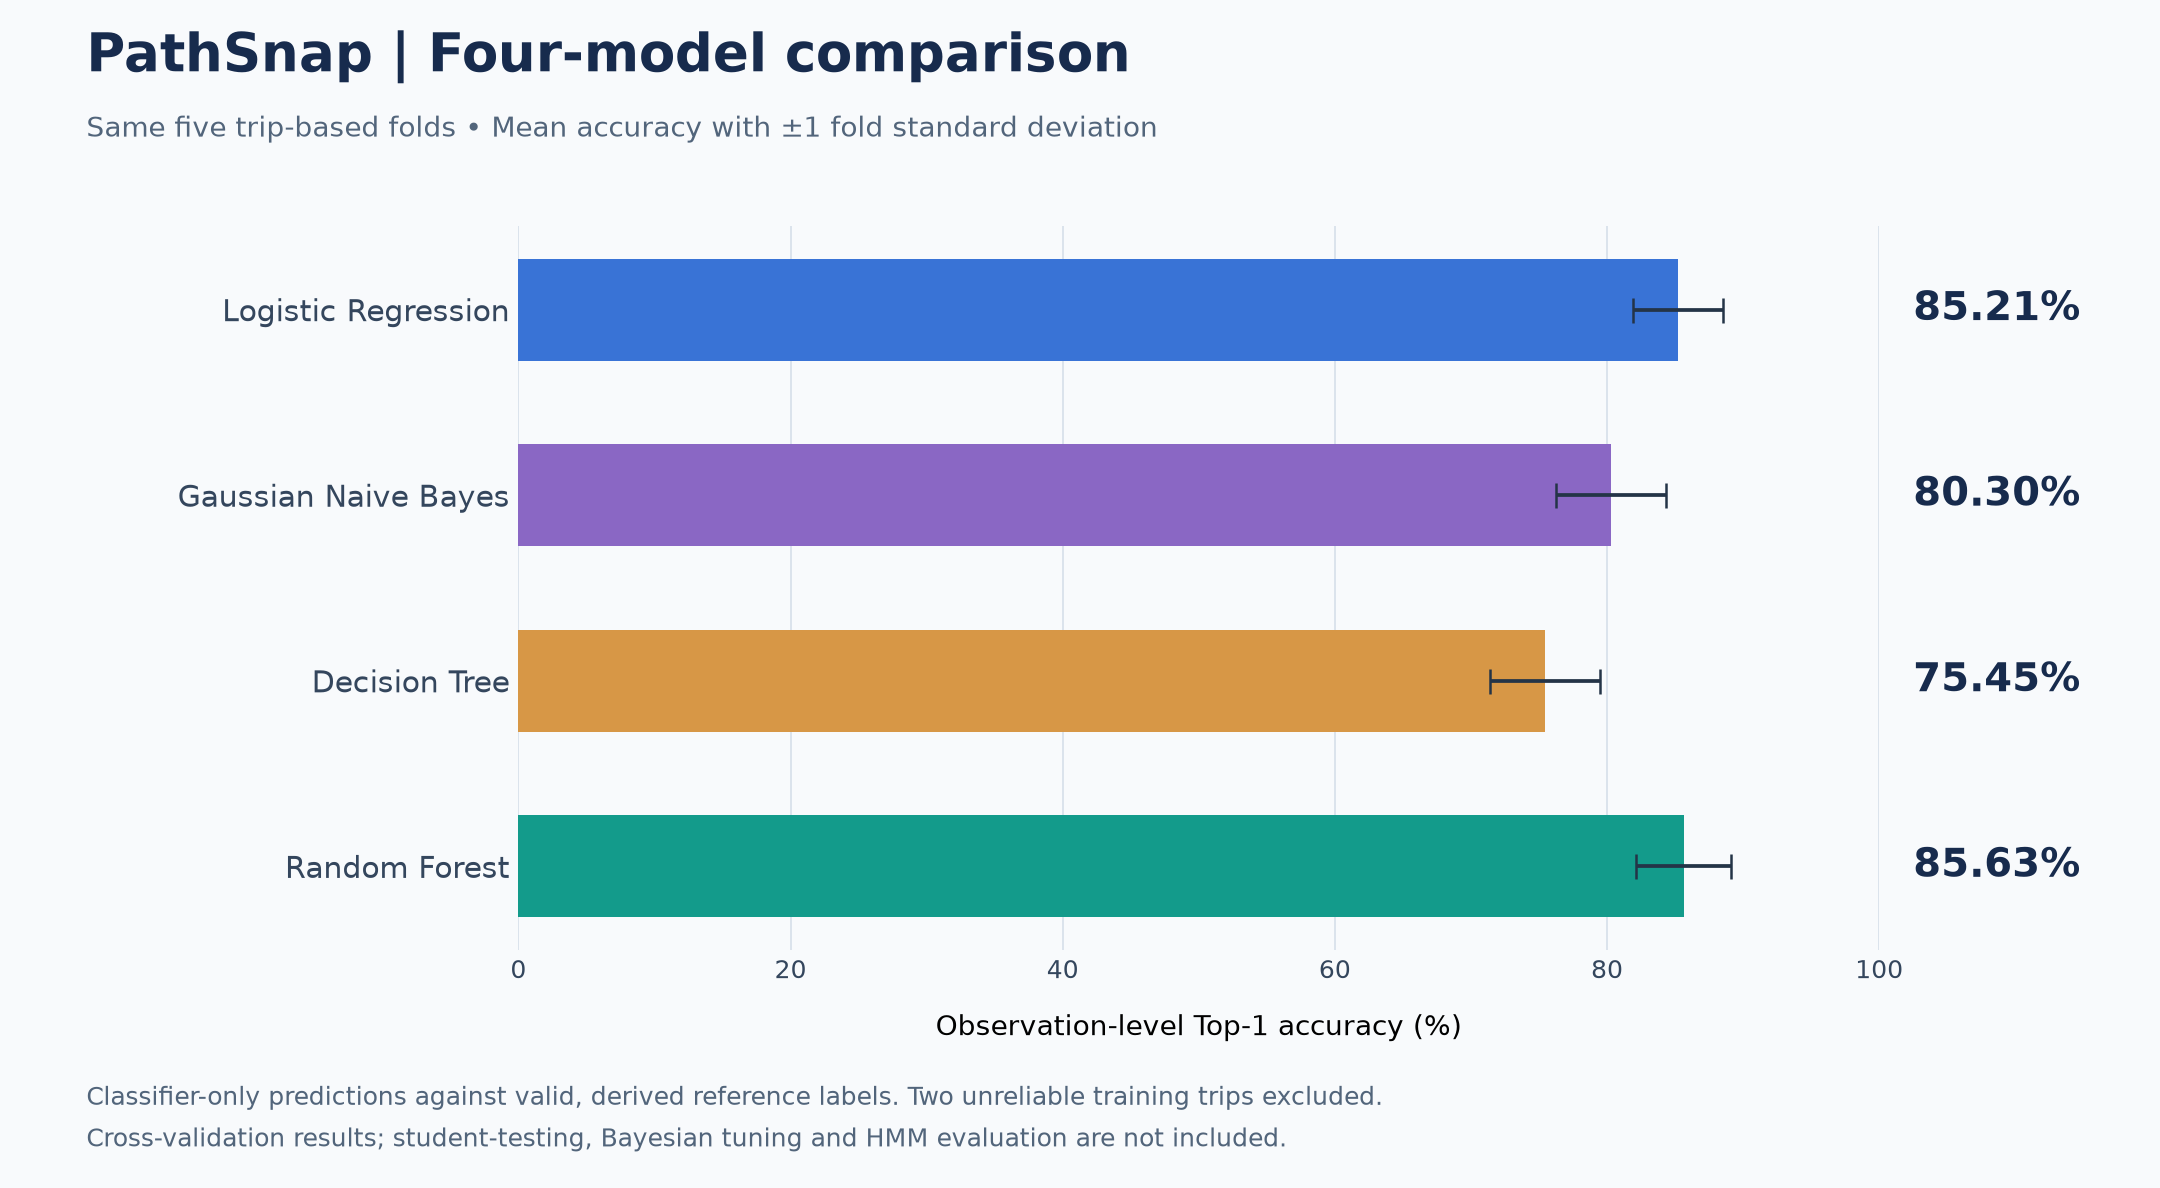 PathSnap | Four-model comparison
Same five trip-based folds • Mean accuracy with ±1 fold standard deviation
Logistic Regression 85.21%
Gaussian Naive Bayes 80.30%
Decision Tree 75.45%
Random Forest 85.63%
0 20 40 60 80 100
Observation-level Top-1 accuracy (%)
Classifier-only predictions against valid, derived reference labels. Two unreliable training trips excluded.
Cross-validation results; student-testing, Bayesian tuning and HMM evaluation are not included.